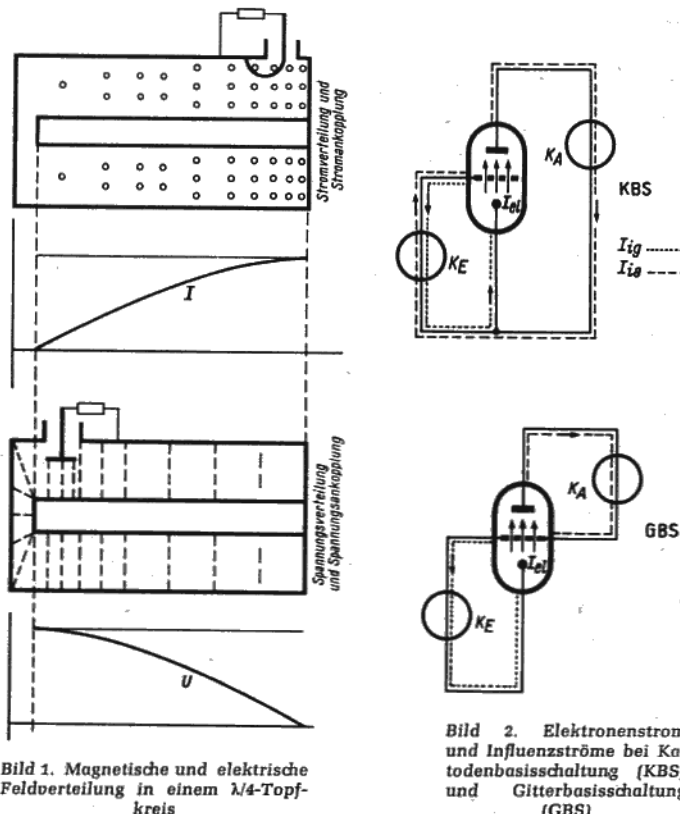 Stromverteilung und
Stromankopplung
I
Spannungsverteilung
und Spannungsankopplung
U
Bild 1. Magnetische und elektrische
Feldverteilung in einem λ/4-Topf-
kreis
K_A
KBS
I_el
K_E
I_ig
I_ia
K_A
GBS
I_el
K_E
Bild 2. Elektronenstrom
und Influenzströme bei Ka
todenbasisschaltung (KBS)
und Gitterbasisschaltung
(GBS)